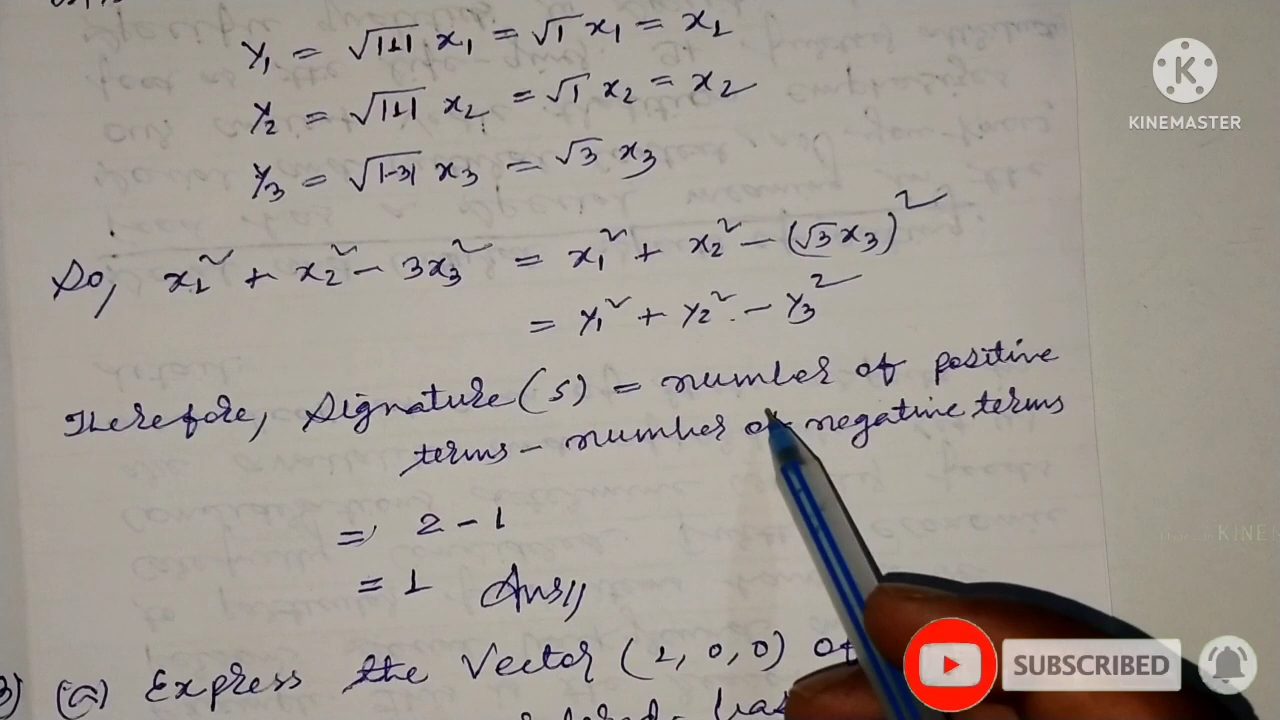 Y₁ = √|1| x₁ = √1 x₁ = x₁
Y₂ = √|1| x₂ = √1 x₂ = x₂
Y₃ = √|-3| x₃ = √3 x₃
So, x₁² + x₂² - 3x₃² = x₁² + x₂² - (√3 x₃)²
= Y₁² + Y₂² - Y₃²
Therefore, Signature (s) = number of positive
terms - number of negative terms
= 2 - 1
= 1 Ans//
3) (a) Express the Vector (1, 0, 0) of
KINEMASTER
SUBSCRIBED